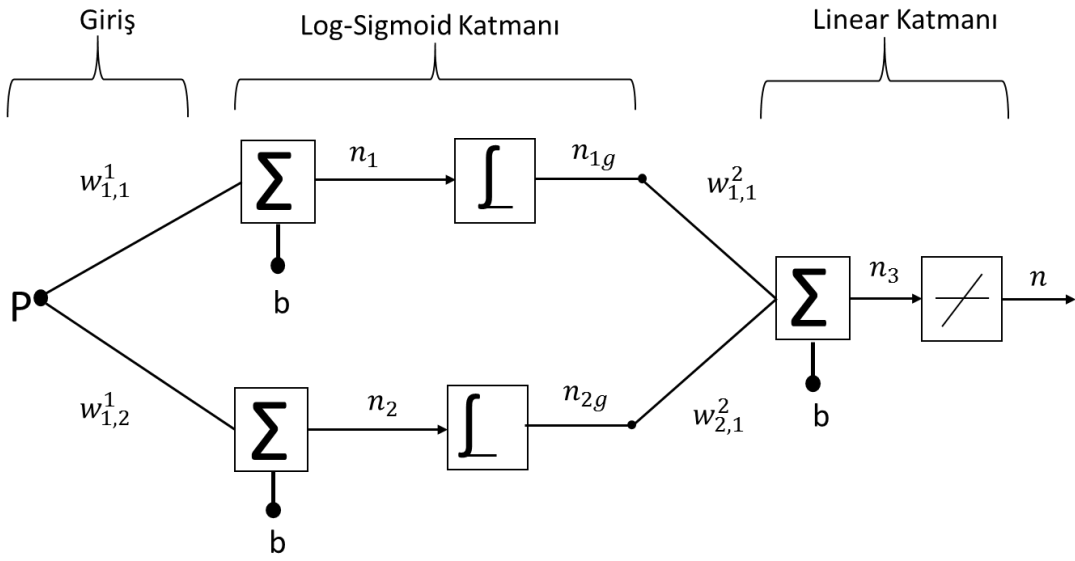 Giriş
Log-Sigmoid Katmanı
Linear Katmanı
w^1_{1,1}
Σ
n_1
n_{1g}
w^2_{1,1}
b
P
Σ
n_3
n
b
w^1_{1,2}
Σ
n_2
n_{2g}
w^2_{2,1}
b